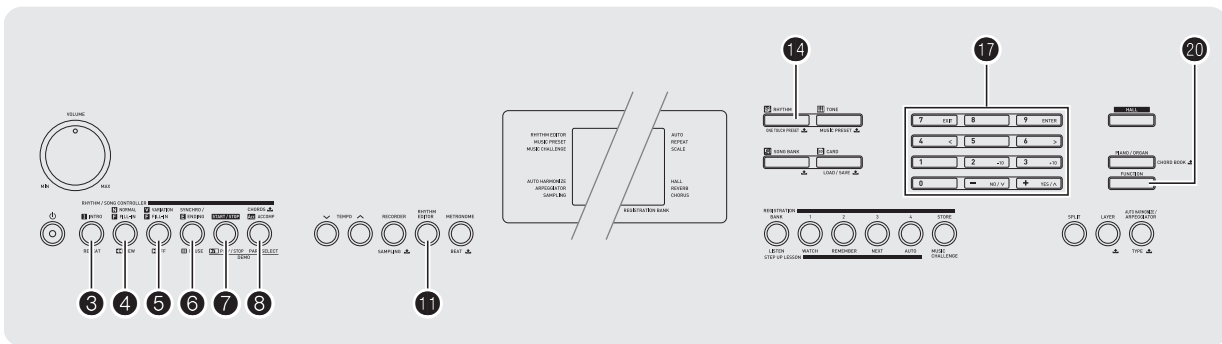 14
17
20
VOLUME
MIN
MAX
RHYTHM / SONG CONTROLLER
I INTRO
N NORMAL
F FILL-IN
V VARIATION
F FILL-IN
SYNCHRO /
E ENDING
START / STOP
CHORDS
ACCOMP
REPEAT
PAUSE
PART SELECT
DEMO
3
4
5
6
7
8
TEMPO
RECORDER
SAMPLING
RHYTHM
EDITOR
METRONOME
BEAT
11
RHYTHM EDITOR
MUSIC PRESET
MUSIC CHALLENGE
AUTO HARMONIZE
ARPEGGIATOR
SAMPLING
AUTO
REPEAT
SCALE
HALL
REVERB
CHORUS
REGISTRATION BANK
RHYTHM
TONE
ONE TOUCH PRESET
MUSIC PRESET
SONG BANK
CARD
LOAD / SAVE
7 EXIT
8
9 ENTER
4 <
5
6 >
1
2 -10
3 +10
0
− NO / ∨
+ YES / ∧
HALL
PIANO / ORGAN
CHORD BOOK
FUNCTION
REGISTRATION
BANK
1
2
3
4
STORE
LISTEN
WATCH
REMEMBER
NEXT
AUTO
MUSIC
CHALLENGE
STEP UP LESSON
SPLIT
LAYER
AUTO HARMONIZE /
ARPEGGIATOR
TYPE